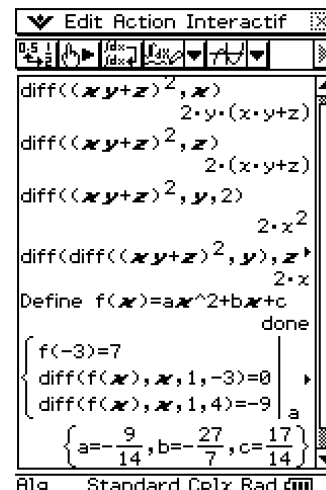 Edit Action Interactif
diff((xy+z)^2,x)
2·y·(x·y+z)
diff((xy+z)^2,z)
2·(x·y+z)
diff((xy+z)^2,y,2)
2·x^2
diff(diff((xy+z)^2,y),z
2·x
Define f(x)=ax^2+bx+c
done
f(-3)=7
diff(f(x),x,1,-3)=0
diff(f(x),x,1,4)=-9 | a
{a=-9/14,b=-27/7,c=17/14}
Alg Standard Cplx Rad